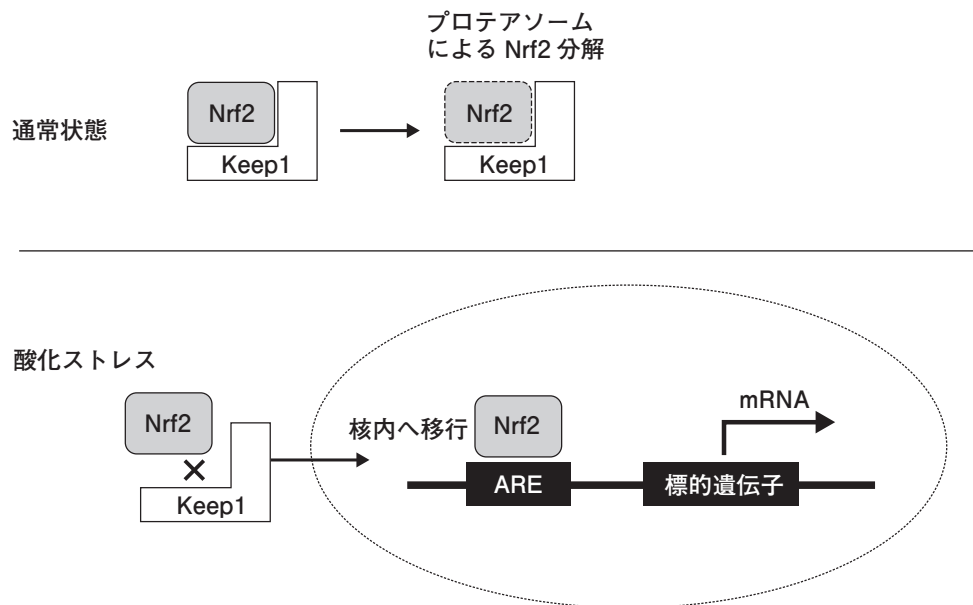 プロテアソーム
による Nrf2 分解
通常状態
Nrf2
Keep1
Nrf2
Keep1
酸化ストレス
Nrf2
Keep1
核内へ移行
Nrf2
ARE
標的遺伝子
mRNA